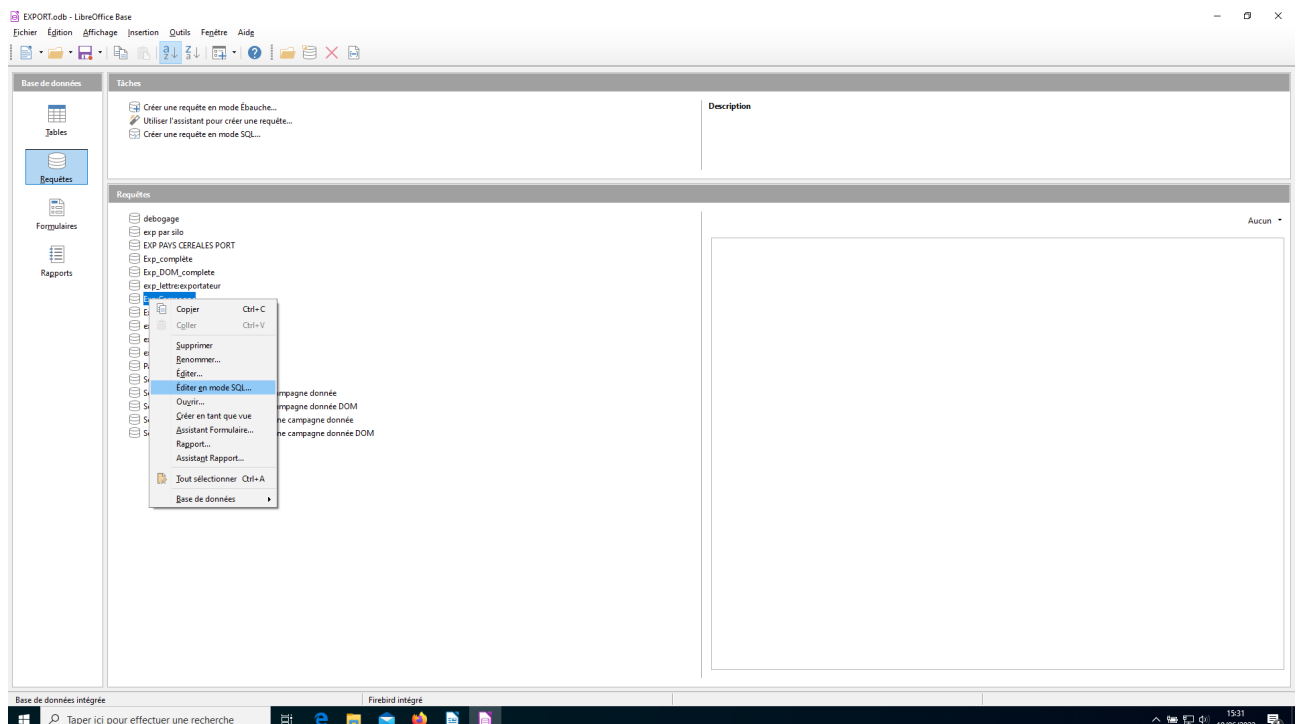 EXPORT.odb - LibreOffice Base
Fichier Édition Affichage Insertion Outils Fenêtre Aide
Base de données
Tâches
Tables
Requêtes
Formulaires
Rapports
Créer une requête en mode Ébauche...
Utiliser l'assistant pour créer une requête...
Créer une requête en mode SQL...
Description
Requêtes
Aucun
debogage
exp par silo
EXP PAYS CEREALES PORT
Exp_complète
Exp_DOM_complete
exp_lettre:exportateur
Copier Ctrl+C
Coller Ctrl+V
Supprimer
Renommer...
Éditer...
Éditer en mode SQL...
Ouvrir...
Créer en tant que vue
Assistant Formulaire...
Rapport...
Assistant Rapport...
Tout sélectionner Ctrl+A
Base de données
mpagne donnée
mpagne donnée DOM
ne campagne donnée
ne campagne donnée DOM
Base de données intégrée
Firebird intégré
Taper ici pour effectuer une recherche
15:31